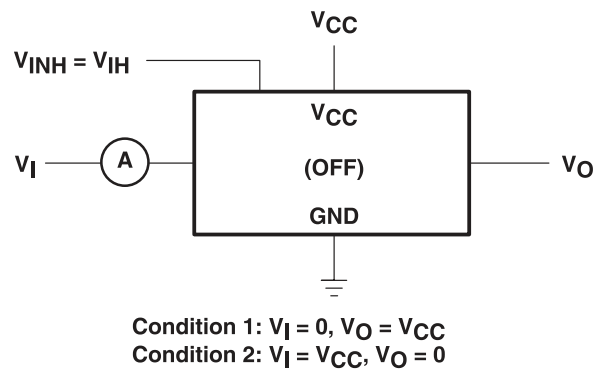 VCC
VINH = VIH
VCC
VI
A
(OFF)
VO
GND
Condition 1: VI = 0, VO = VCC
Condition 2: VI = VCC, VO = 0